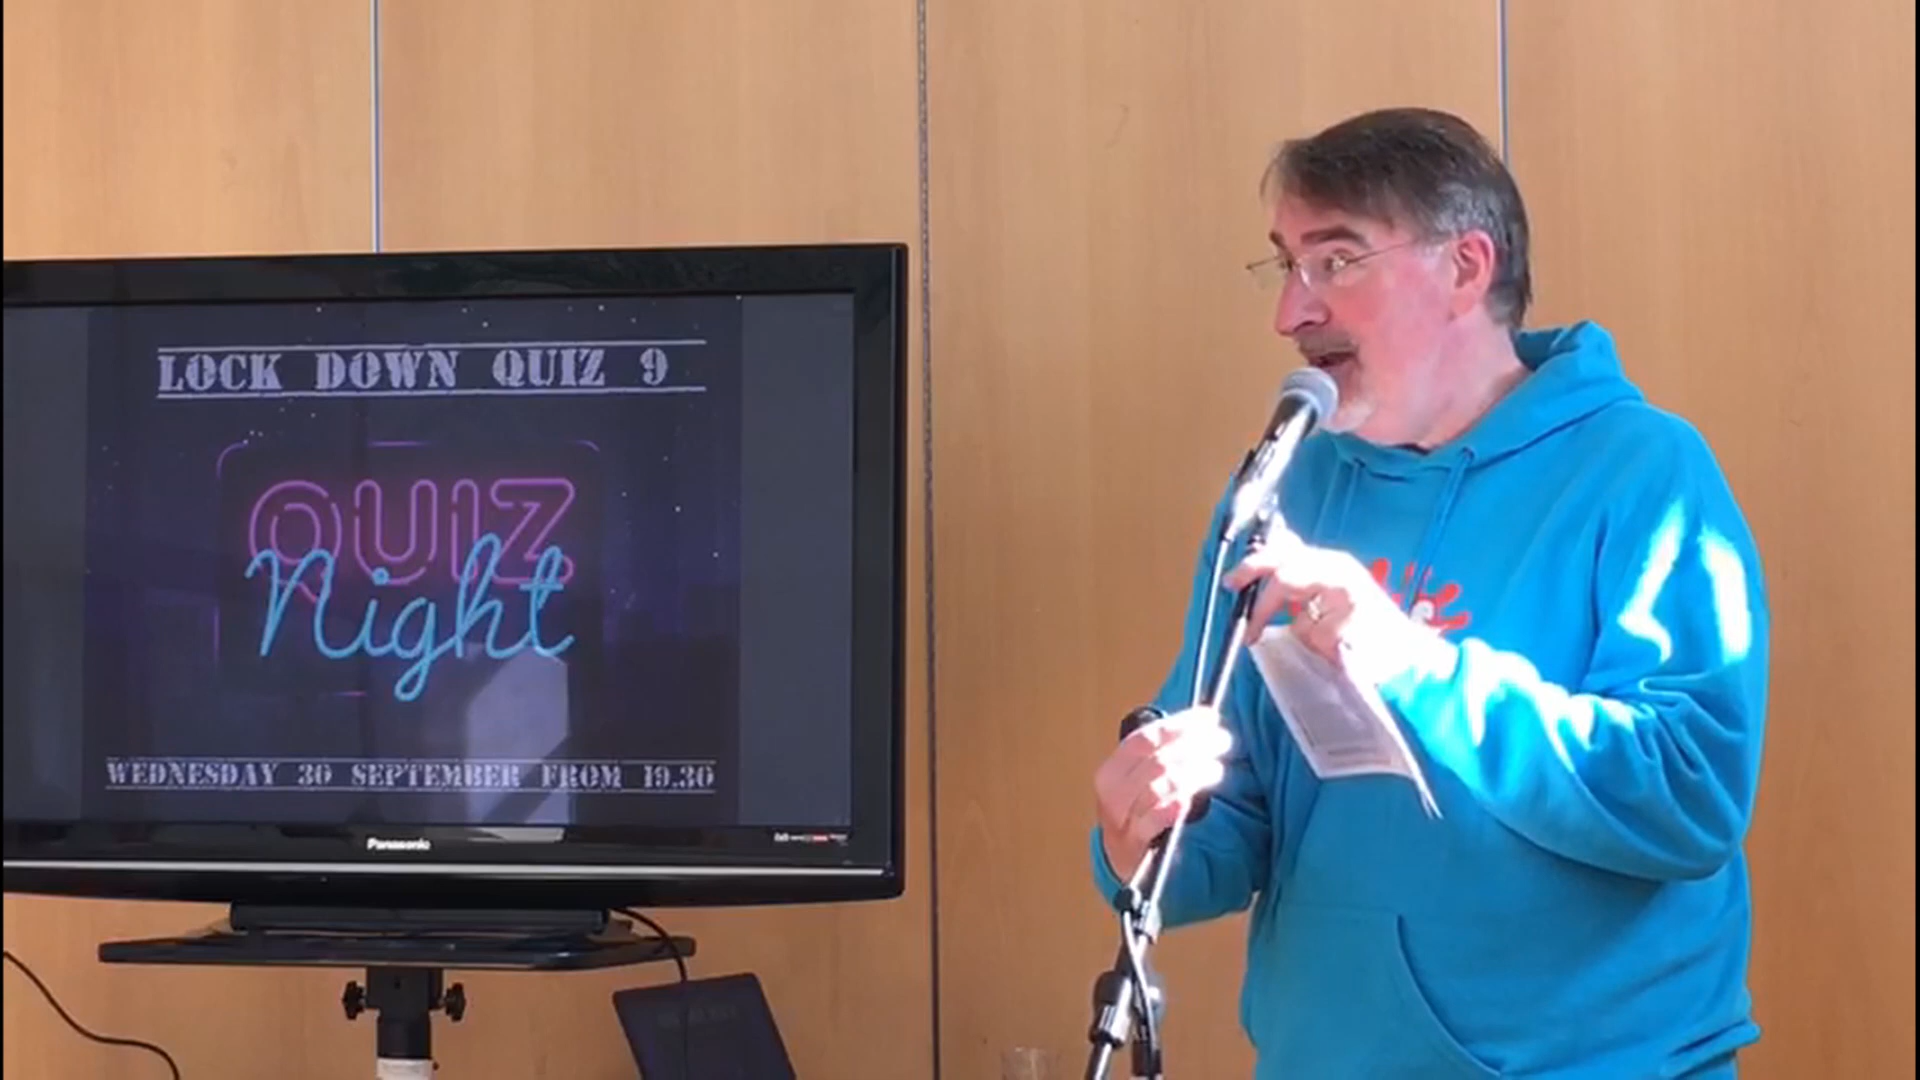 LOCK DOWN QUIZ 9
QUIZ
Night
WEDNESDAY 30 SEPTEMBER FROM 19.30
Panasonic